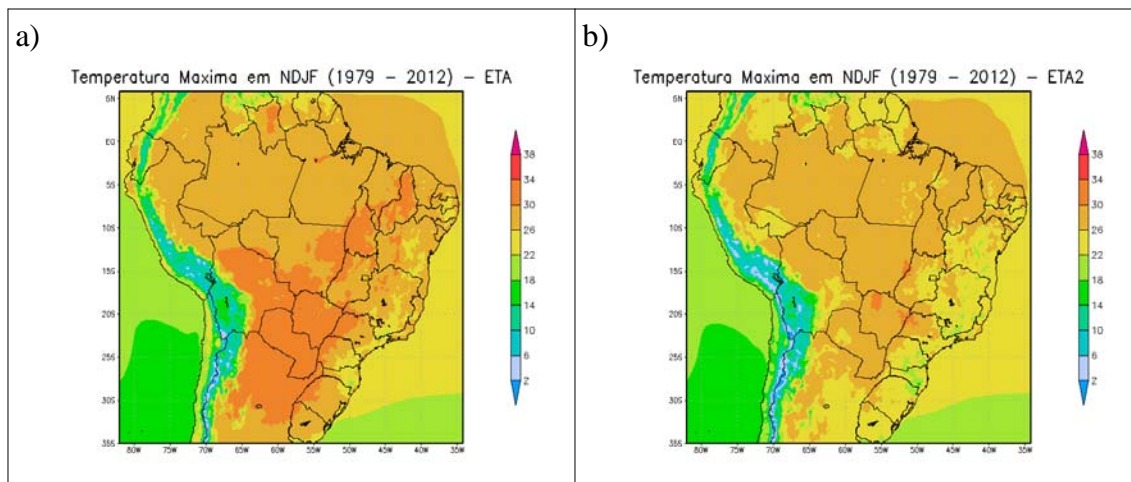 a)
Temperatura Maxima em NDJF (1979 – 2012) – ETA
5N
EQ
5S
10S
15S
20S
25S
30S
35S
80W 75W 70W 65W 60W 55W 50W 45W 40W 35W
38
34
30
26
22
18
14
10
6
2
b)
Temperatura Maxima em NDJF (1979 – 2012) – ETA2
5N
EQ
5S
10S
15S
20S
25S
30S
35S
80W 75W 70W 65W 60W 55W 50W 45W 40W 35W
38
34
30
26
22
18
14
10
6
2